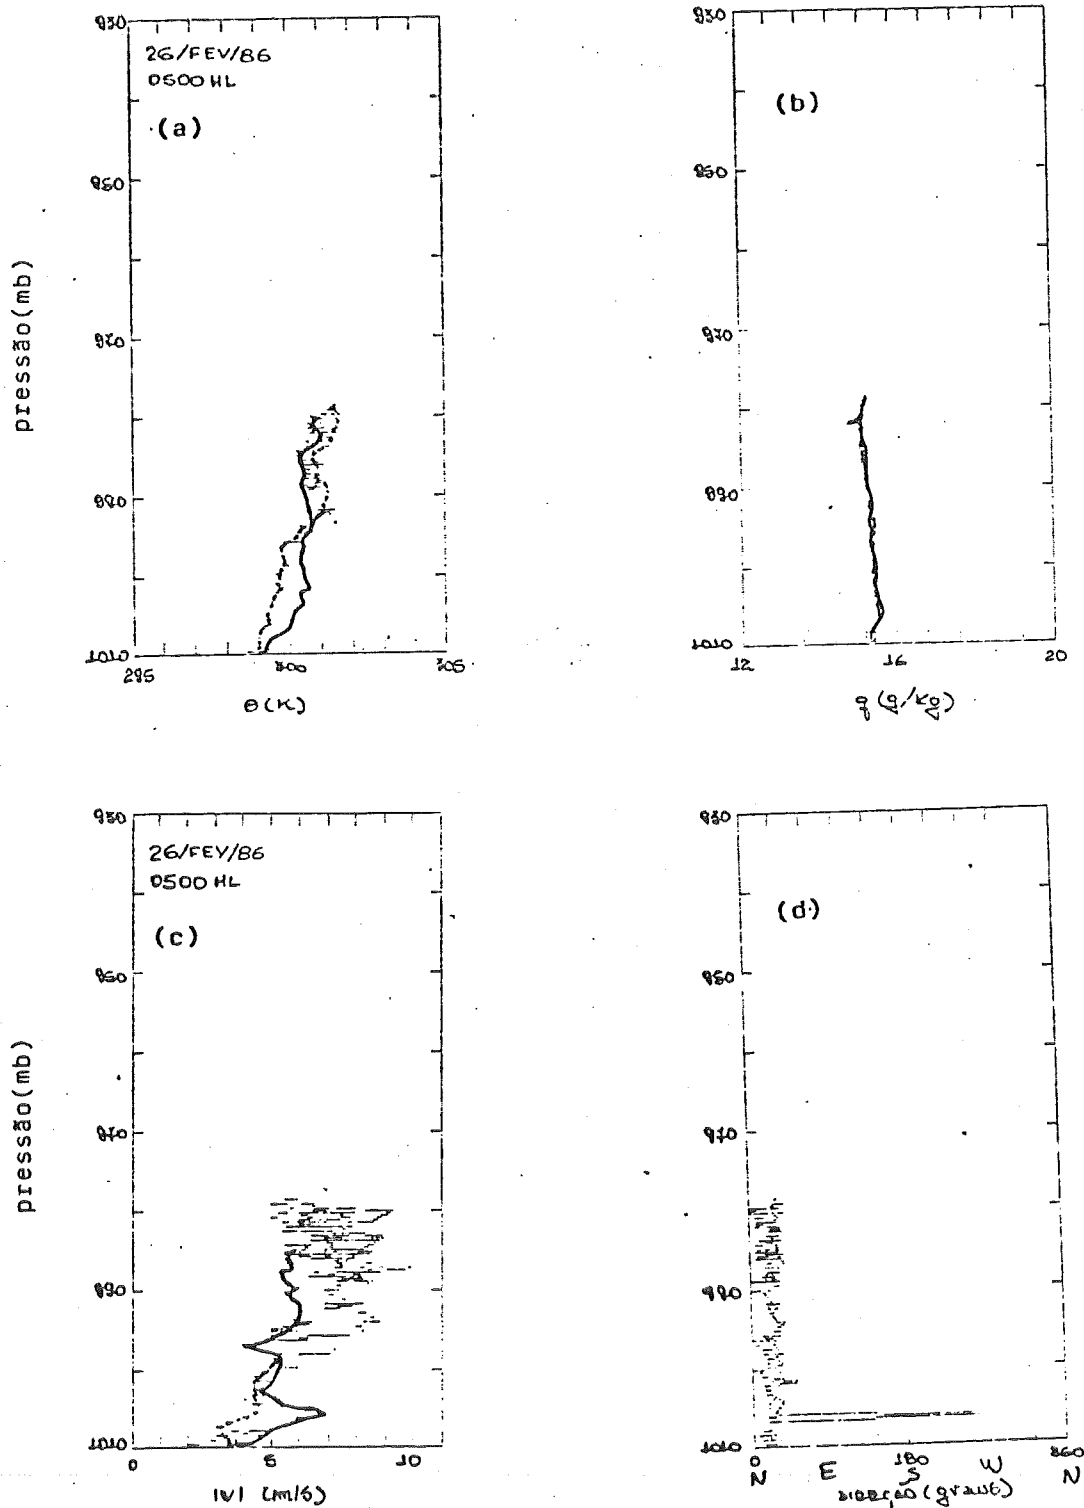 930
26/FEV/86
0500 HL
(a)
950
970
990
1010
295
300
305
θ(K)
pressão(mb)
930
(b)
950
970
990
1010
12
16
20
q (g/kg)
930
26/FEV/86
0500 HL
(c)
950
970
990
1010
0
5
10
|V| (m/s)
pressão(mb)
930
(d)
950
970
990
1010
0
180
360
N
E
S
W
N
DIREÇÃO (graus)